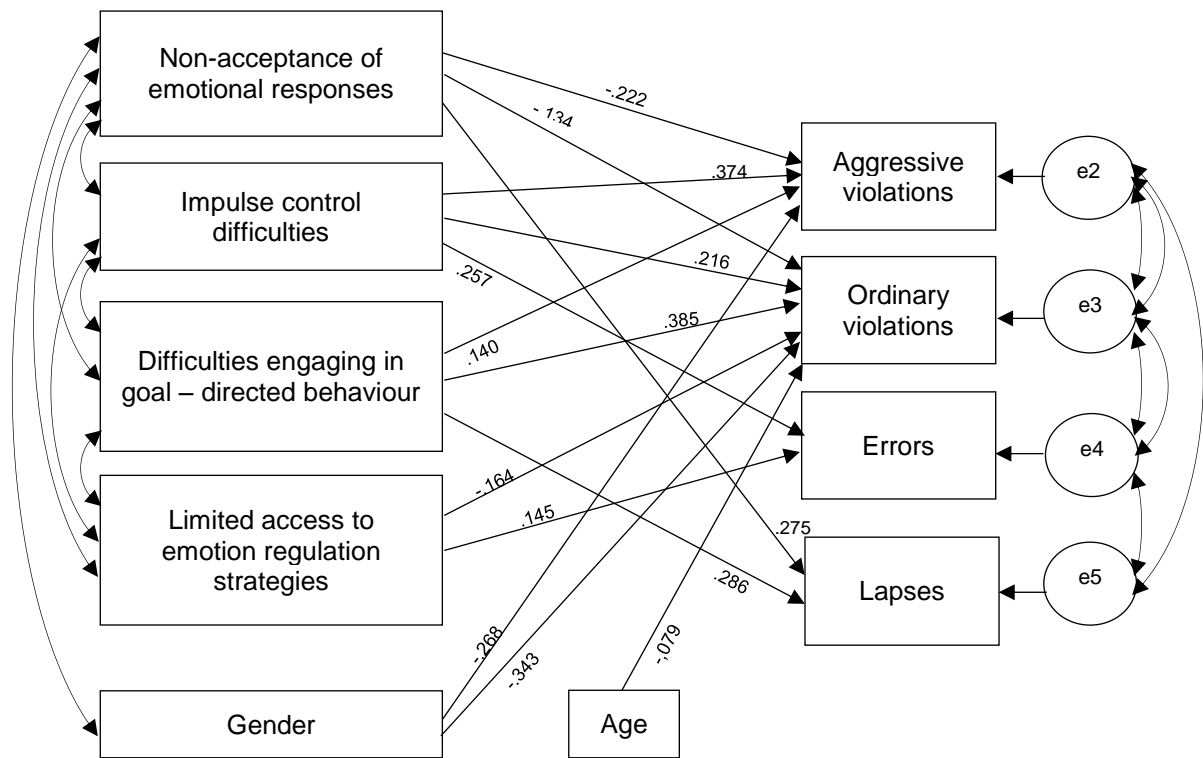 Non-acceptance of
emotional responses
Impulse control
difficulties
Difficulties engaging in
goal – directed behaviour
Limited access to
emotion regulation
strategies
Gender
Age
-.222
-.134
.374
.216
.257
.385
.140
-.164
.145
.275
.286
-.268
-.343
-,079
Aggressive
violations
Ordinary
violations
Errors
Lapses
e2
e3
e4
e5